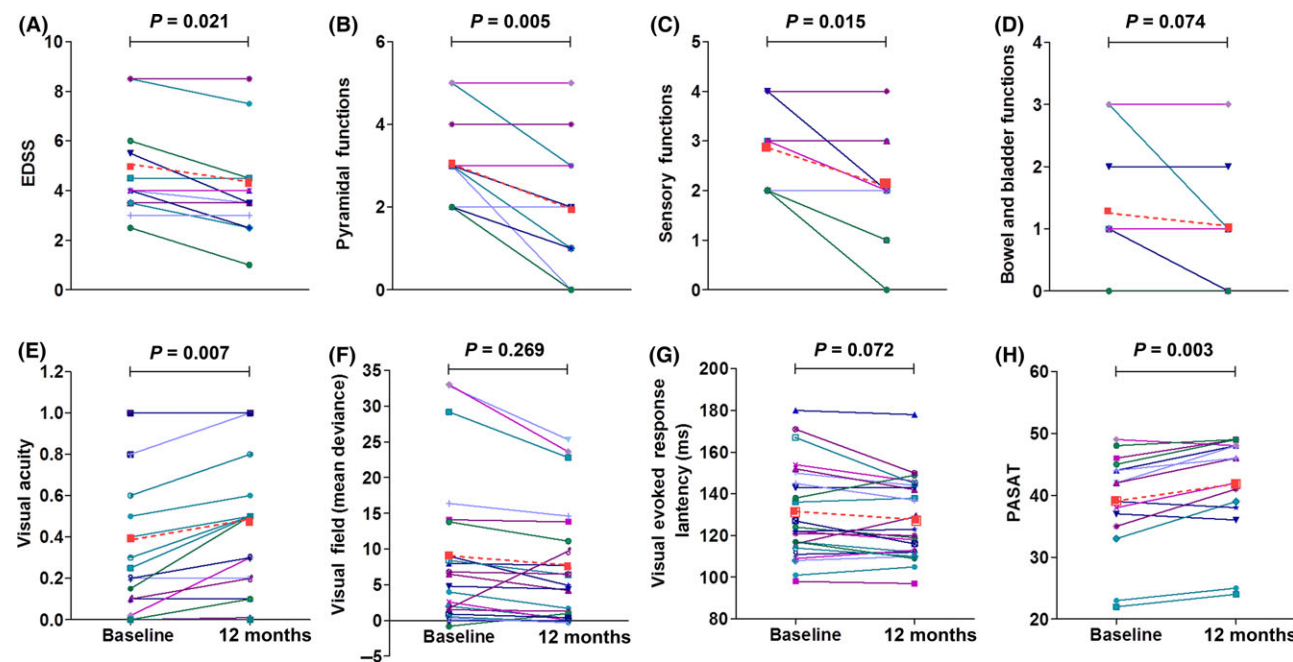 (A) P = 0.021
EDSS
10
8
6
4
2
0
(B) P = 0.005
Pyramidal functions
6
4
2
0
(C) P = 0.015
Sensory function
5
4
3
2
1
0
(D) P = 0.074
Bowel and bladder functions
4
3
2
1
0
(E) P = 0.007
Visual acuity
1.2
1.0
0.8
0.6
0.4
0.2
0.0
Baseline 12 months
(F) P = 0.269
Visual field (mean deviance)
35
30
25
20
15
10
5
0
–5
Baseline 12 months
(G) P = 0.072
Visual evoked response
lantency (ms)
200
180
160
140
120
100
80
Baseline 12 months
(H) P = 0.003
PASAT
60
50
40
30
20
Baseline 12 months